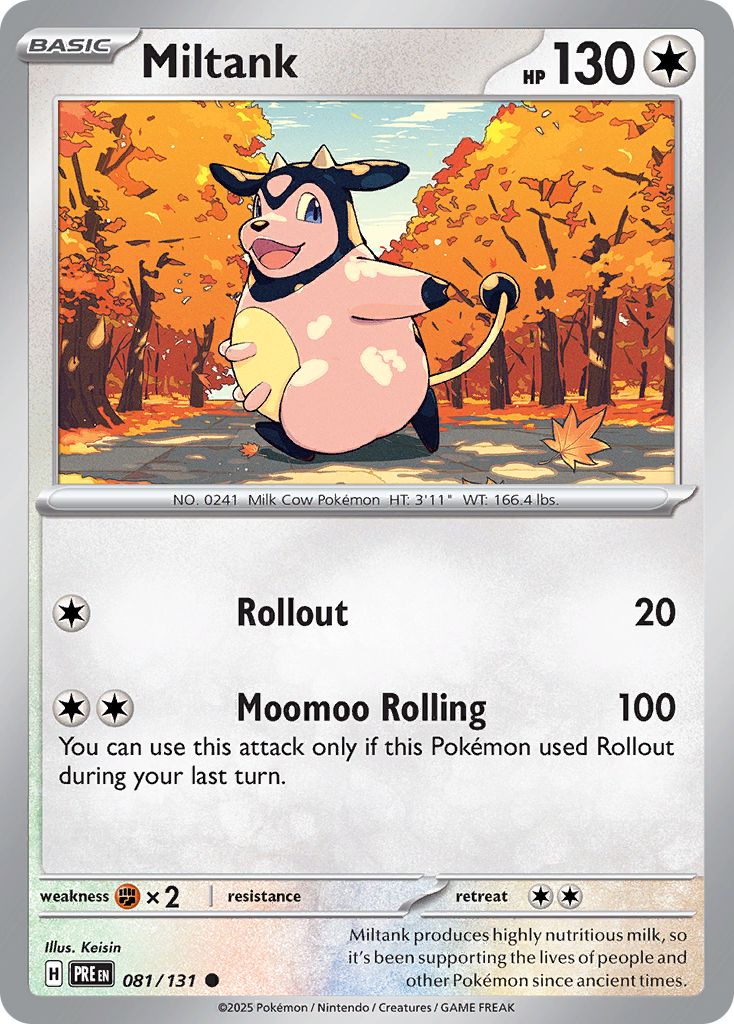 BASIC
Miltank
HP 130
NO. 0241 Milk Cow Pokémon HT: 3'11" WT: 166.4 lbs.
Rollout 20
Moomoo Rolling 100
You can use this attack only if this Pokémon used Rollout
during your last turn.
weakness ×2 resistance retreat
Illus. Keisin
Miltank produces highly nutritious milk, so
it's been supporting the lives of people and
other Pokémon since ancient times.
H PRE EN 081/131
©2025 Pokémon / Nintendo / Creatures / GAME FREAK